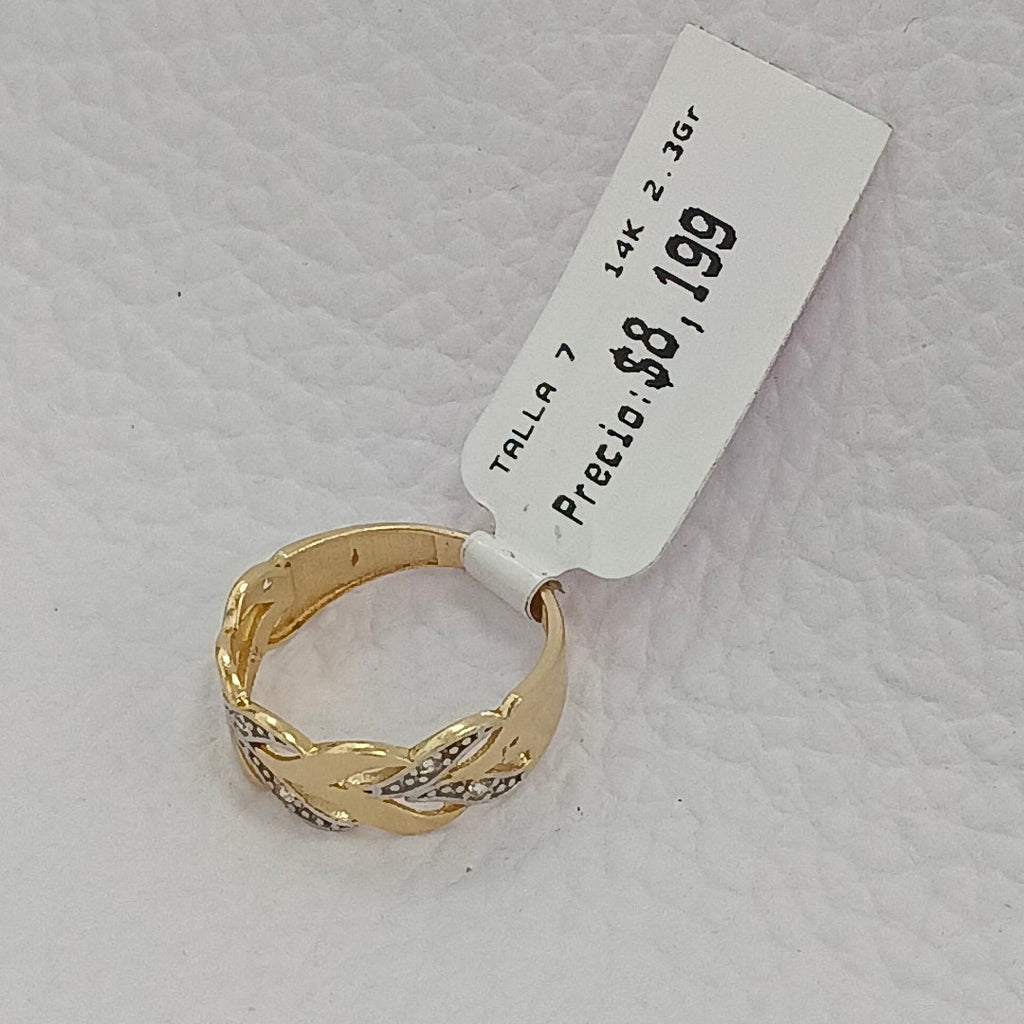 TALLA 7 14K 2.3Gr
Precio:$8,199